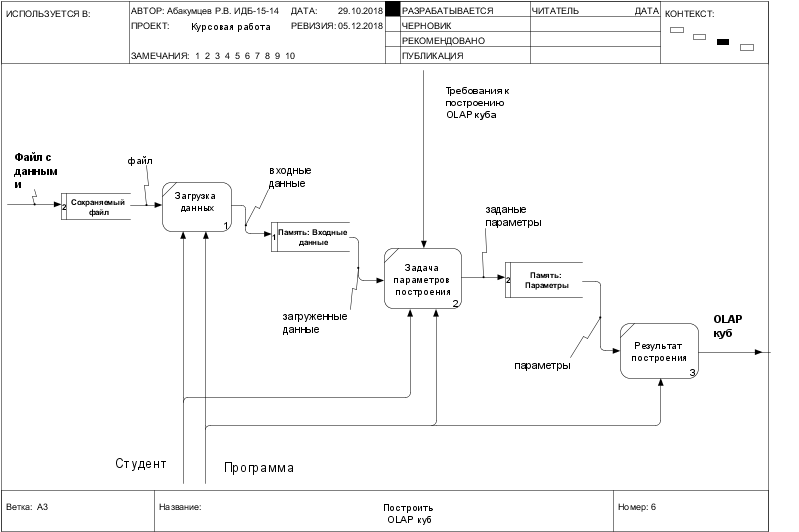 ИСПОЛЬЗУЕТСЯ В:
АВТОР: Абакумцев Р.В. ИДБ-15-14 ДАТА: 29.10.2018
ПРОЕКТ: Курсовая работа РЕВИЗИЯ: 05.12.2018
ЗАМЕЧАНИЯ: 1 2 3 4 5 6 7 8 9 10
РАЗРАБАТЫВАЕТСЯ
ЧЕРНОВИК
РЕКОМЕНДОВАНО
ПУБЛИКАЦИЯ
ЧИТАТЕЛЬ ДАТА
КОНТЕКСТ:
Требования к
построению
OLAP куба
Файл с
данным
и
2
Сохраняемый
файл
файл
Загрузка
данных
1
входные
данные
1
Память: Входные
данные
загруженные
данные
Задача
параметров
построения
2
заданые
параметры
2
Память:
Параметры
параметры
Результат
построения
3
OLAP
куб
Студент
Программа
Ветка: A3
Название:
Построить
OLAP куб
Номер: 6